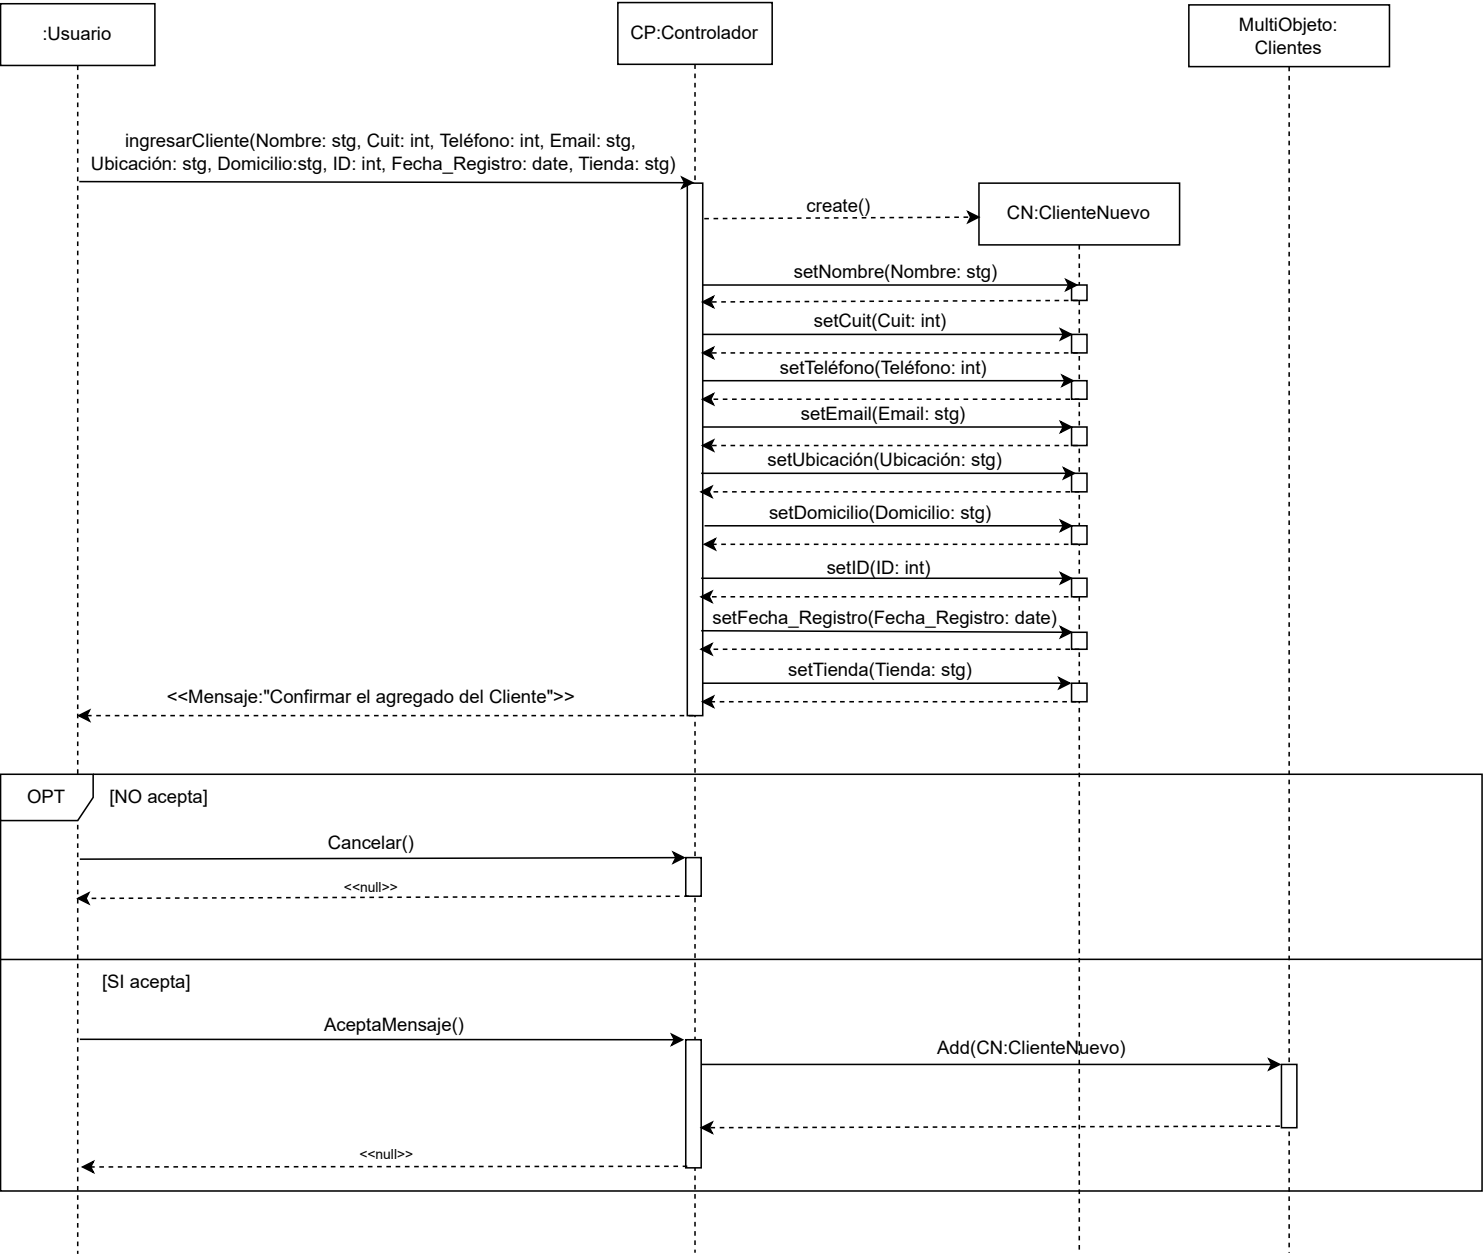 :Usuario
CP:Controlador
MultiObjeto:
Clientes
ingresarCliente(Nombre: stg, Cuit: int, Teléfono: int, Email: stg,
Ubicación: stg, Domicilio:stg, ID: int, Fecha_Registro: date, Tienda: stg)
create()
CN:ClienteNuevo
setNombre(Nombre: stg)
setCuit(Cuit: int)
setTeléfono(Teléfono: int)
setEmail(Email: stg)
setUbicación(Ubicación: stg)
setDomicilio(Domicilio: stg)
setID(ID: int)
setFecha_Registro(Fecha_Registro: date)
setTienda(Tienda: stg)
<<Mensaje:"Confirmar el agregado del Cliente">>
OPT
[NO acepta]
Cancelar()
<<null>>
[SI acepta]
AceptaMensaje()
Add(CN:ClienteNuevo)
<<null>>